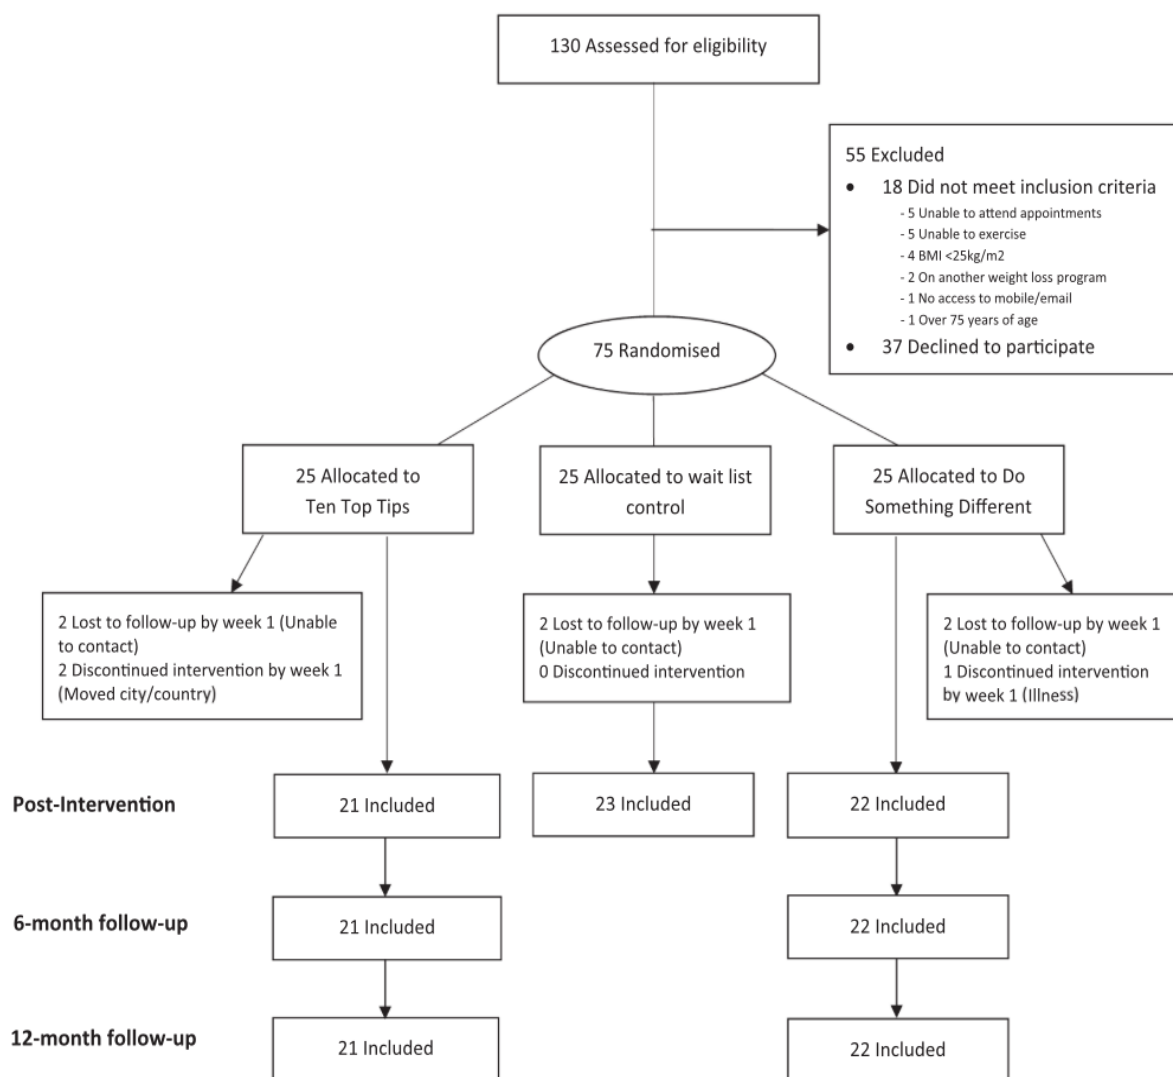 130 Assessed for eligibility
55 Excluded
• 18 Did not meet inclusion criteria
- 5 Unable to attend appointments
- 5 Unable to exercise
- 4 BMI <25kg/m2
- 2 On another weight loss program
- 1 No access to mobile/email
- 1 Over 75 years of age
• 37 Declined to participate
75 Randomised
25 Allocated to
Ten Top Tips
25 Allocated to wait list
control
25 Allocated to Do
Something Different
2 Lost to follow-up by week 1 (Unable
to contact)
2 Discontinued intervention by week 1
(Moved city/country)
2 Lost to follow-up by week 1
(Unable to contact)
0 Discontinued intervention
2 Lost to follow-up by week 1
(Unable to contact)
1 Discontinued intervention
by week 1 (Illness)
Post-Intervention
21 Included
23 Included
22 Included
6-month follow-up
21 Included
22 Included
12-month follow-up
21 Included
22 Included